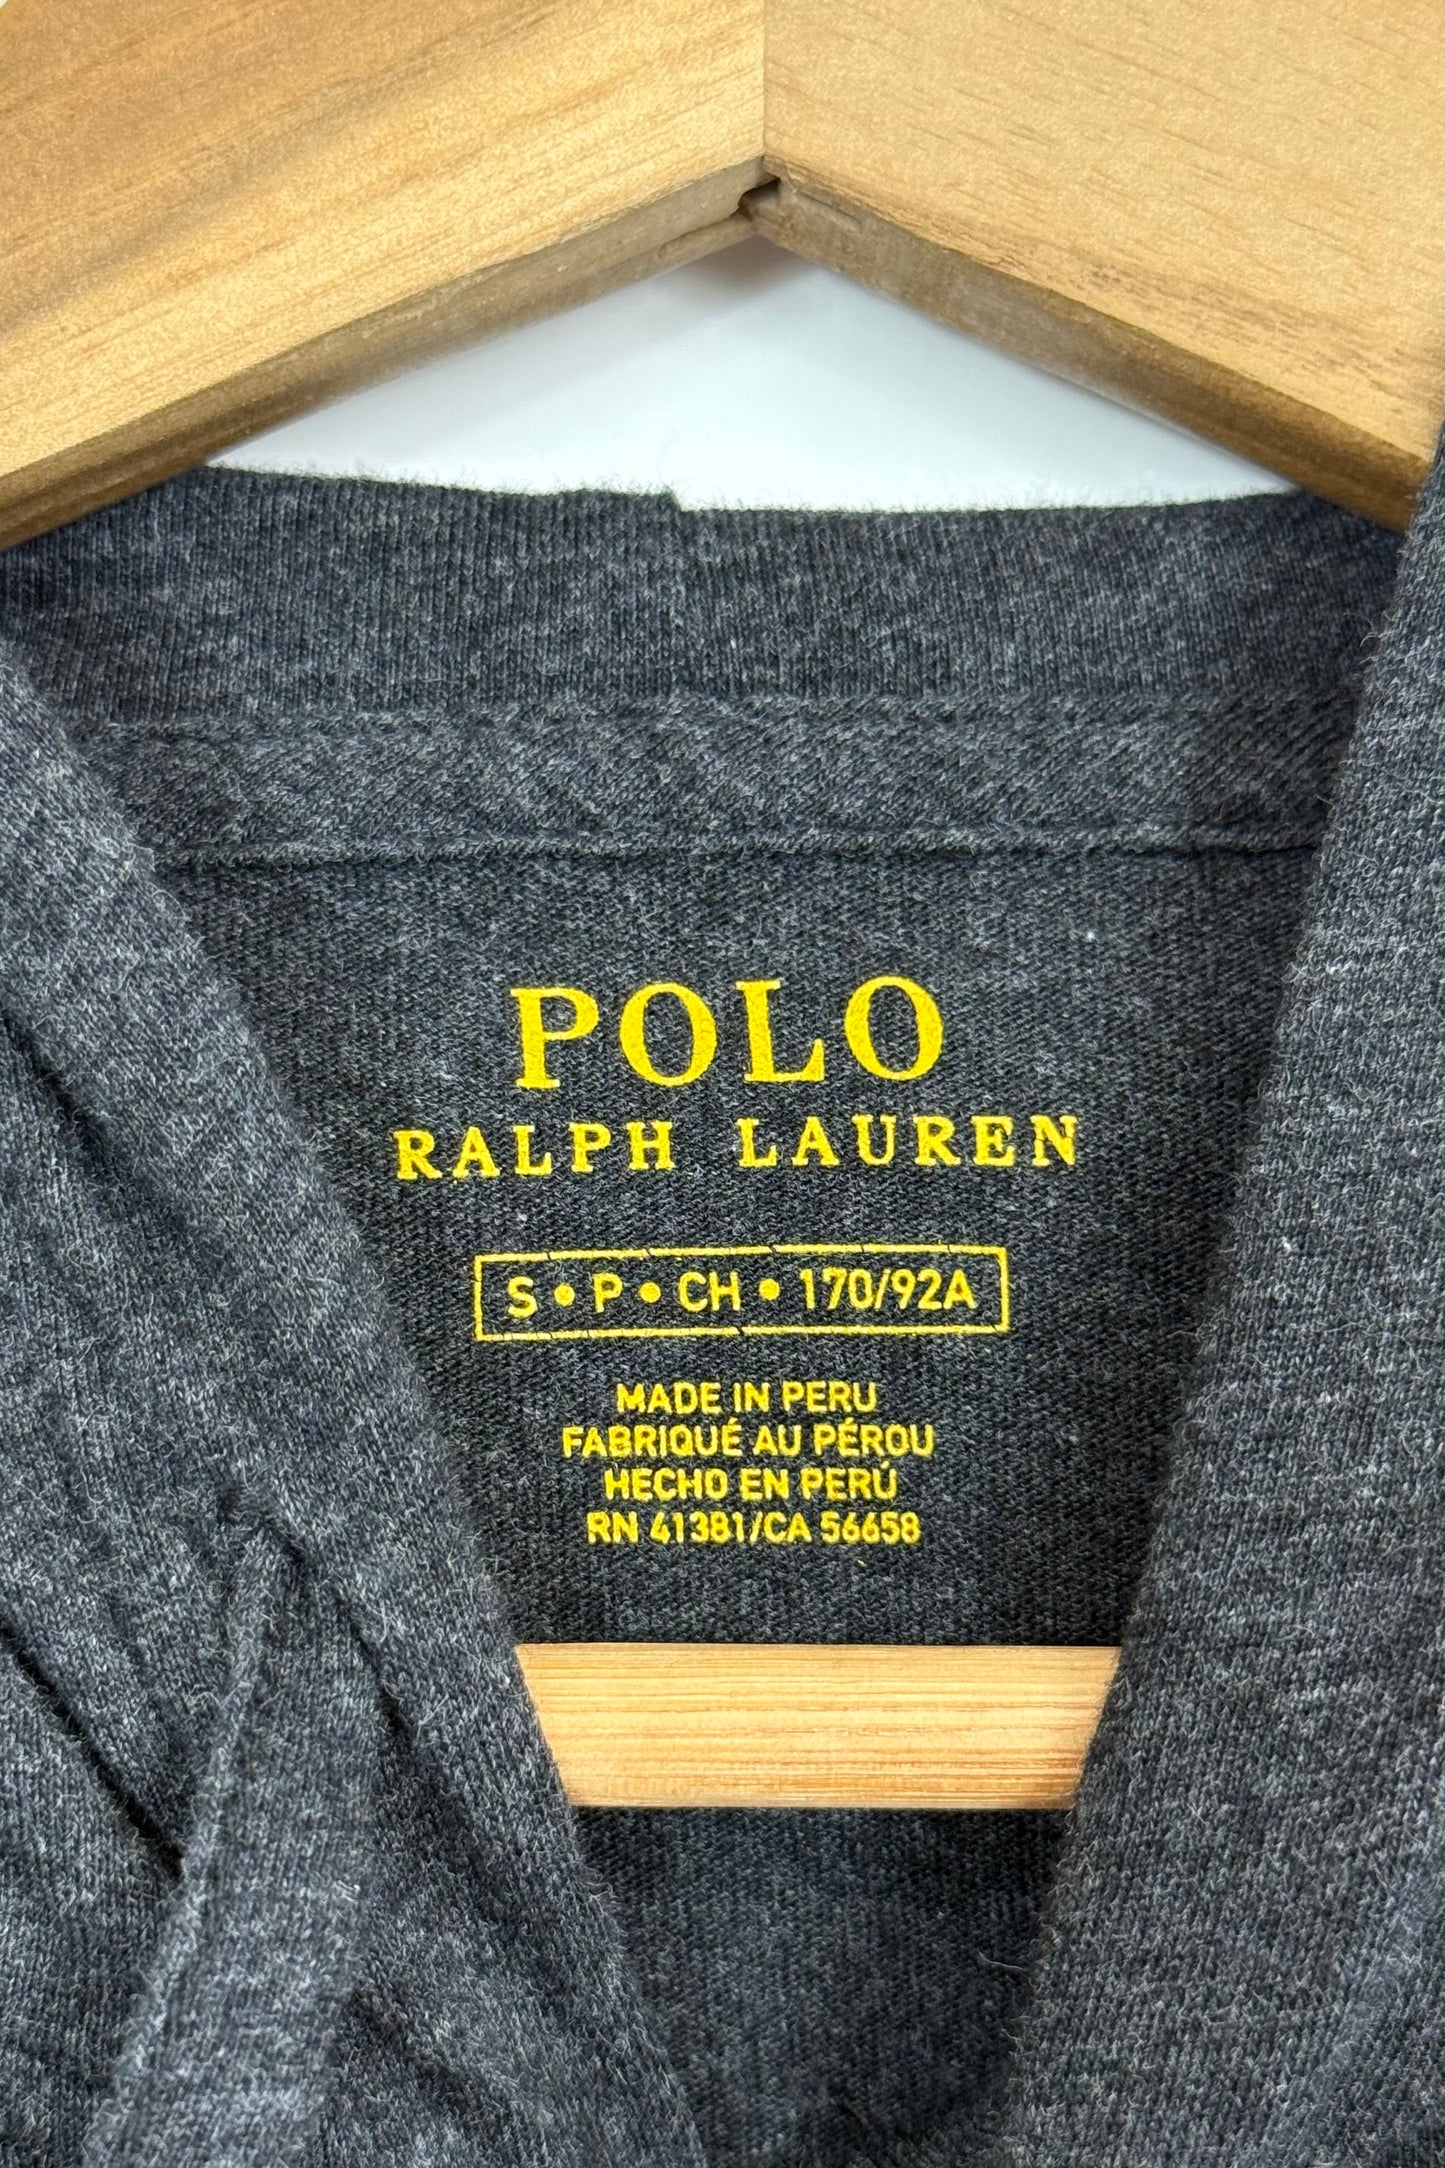 POLO
RALPH LAUREN
S • P • CH • 170/92A
MADE IN PERU
FABRIQUÉ AU PÉROU
HECHO EN PERÚ
RN 41381/CA 56658